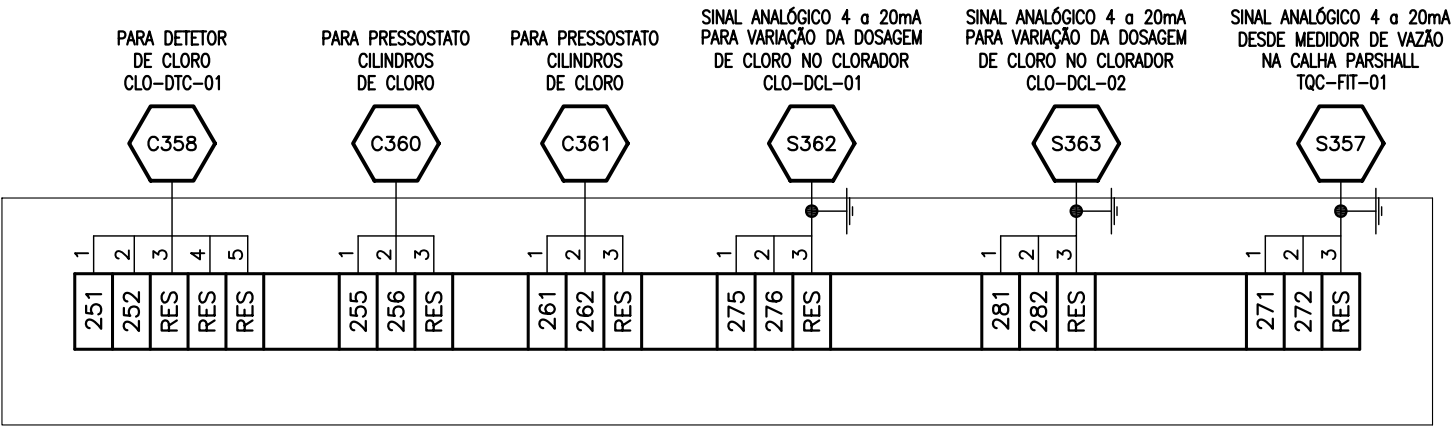 PARA DETETOR
DE CLORO
CLO-DTC-01
PARA PRESSOSTATO
CILINDROS
DE CLORO
PARA PRESSOSTATO
CILINDROS
DE CLORO
SINAL ANALÓGICO 4 a 20mA
PARA VARIAÇÃO DA DOSAGEM
DE CLORO NO CLORADOR
CLO-DCL-01
SINAL ANALÓGICO 4 a 20mA
PARA VARIAÇÃO DA DOSAGEM
DE CLORO NO CLORADOR
CLO-DCL-02
SINAL ANALÓGICO 4 a 20mA
DESDE MEDIDOR DE VAZÃO
NA CALHA PARSHALL
TQC-FIT-01
C358
C360
C361
S362
S363
S357
1 2 3 4 5
1 2 3
1 2 3
1 2 3
1 2 3
1 2 3
251 252 RES RES RES
255 256 RES
261 262 RES
275 276 RES
281 282 RES
271 272 RES